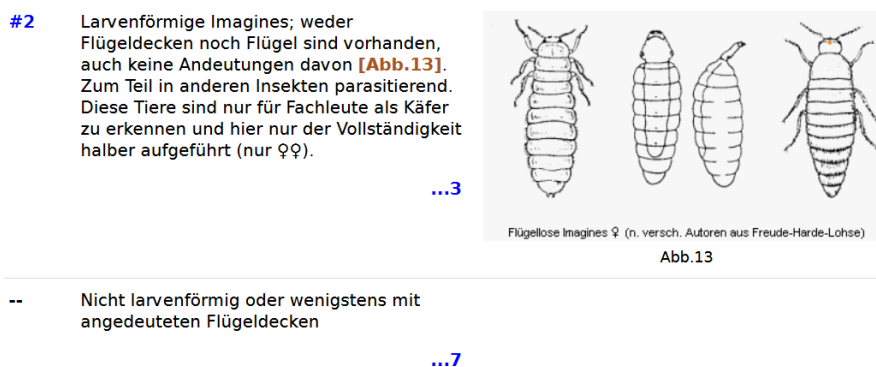 #2 Larvenförmige Imagines; weder
Flügeldecken noch Flügel sind vorhanden,
auch keine Andeutungen davon [Abb.13].
Zum Teil in anderen Insekten parasitierend.
Diese Tiere sind nur für Fachleute als Käfer
zu erkennen und hier nur der Vollständigkeit
halber aufgeführt (nur ♀♀).
...3
Flügellose Imagines ♀ (n. versch. Autoren aus Freude-Harde-Lohse)
Abb.13
-- Nicht larvenförmig oder wenigstens mit
angedeuteten Flügeldecken
...7